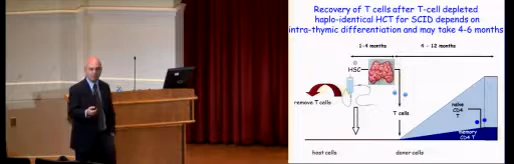 Recovery of T cells after T-cell depleted
haplo-identical HCT for SCID depends on
intra-thymic differentiation and may take 4-6 months
1-4 months
4 - 12 months
HSC
remove T cells
T cells
naïve
CD4
T
memory
CD4 T
host cells
donor cells